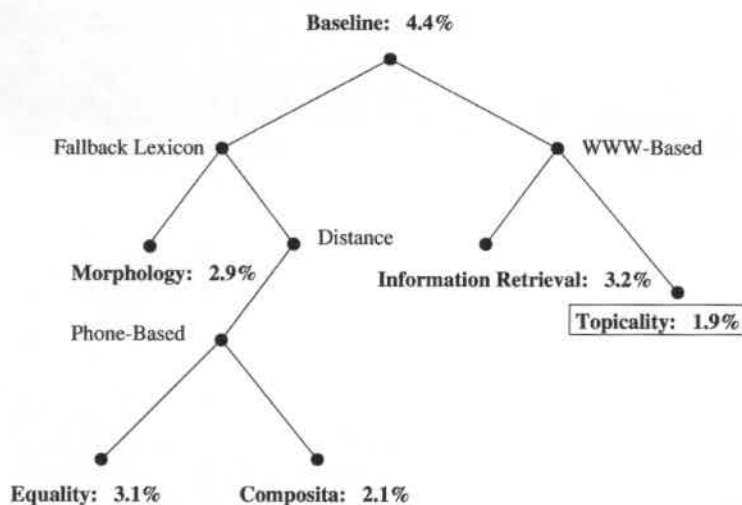 Baseline: 4.4%
Fallback Lexicon
WWW-Based
Distance
Morphology: 2.9%
Information Retrieval: 3.2%
Topicality: 1.9%
Phone-Based
Equality: 3.1%
Composita: 2.1%